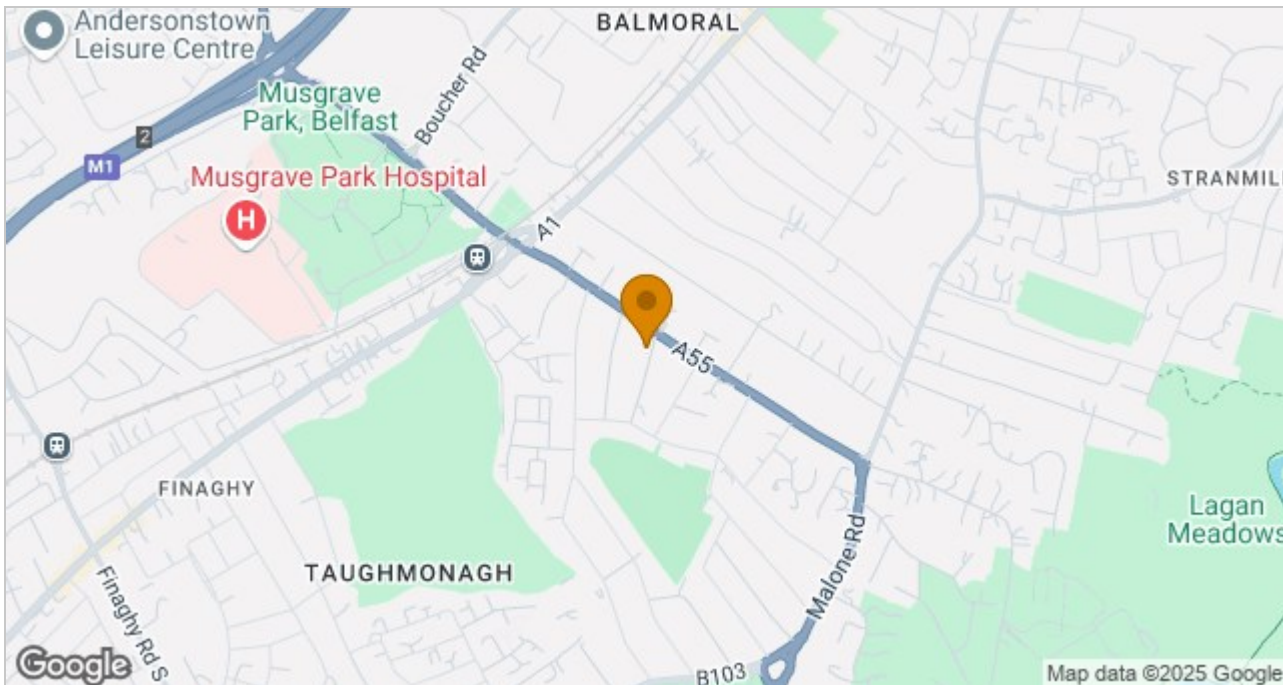 Andersonstown
Leisure Centre
BALMORAL
Boucher Rd
Musgrave
Park, Belfast
2
M1
Musgrave Park Hospital
H
STRANMILL
A1
A55
FINAGHY
Lagan
Meadows
TAUGHMONAGH
Malone Rd
Finaghy Rd S
B103
Google
Map data ©2025 Google